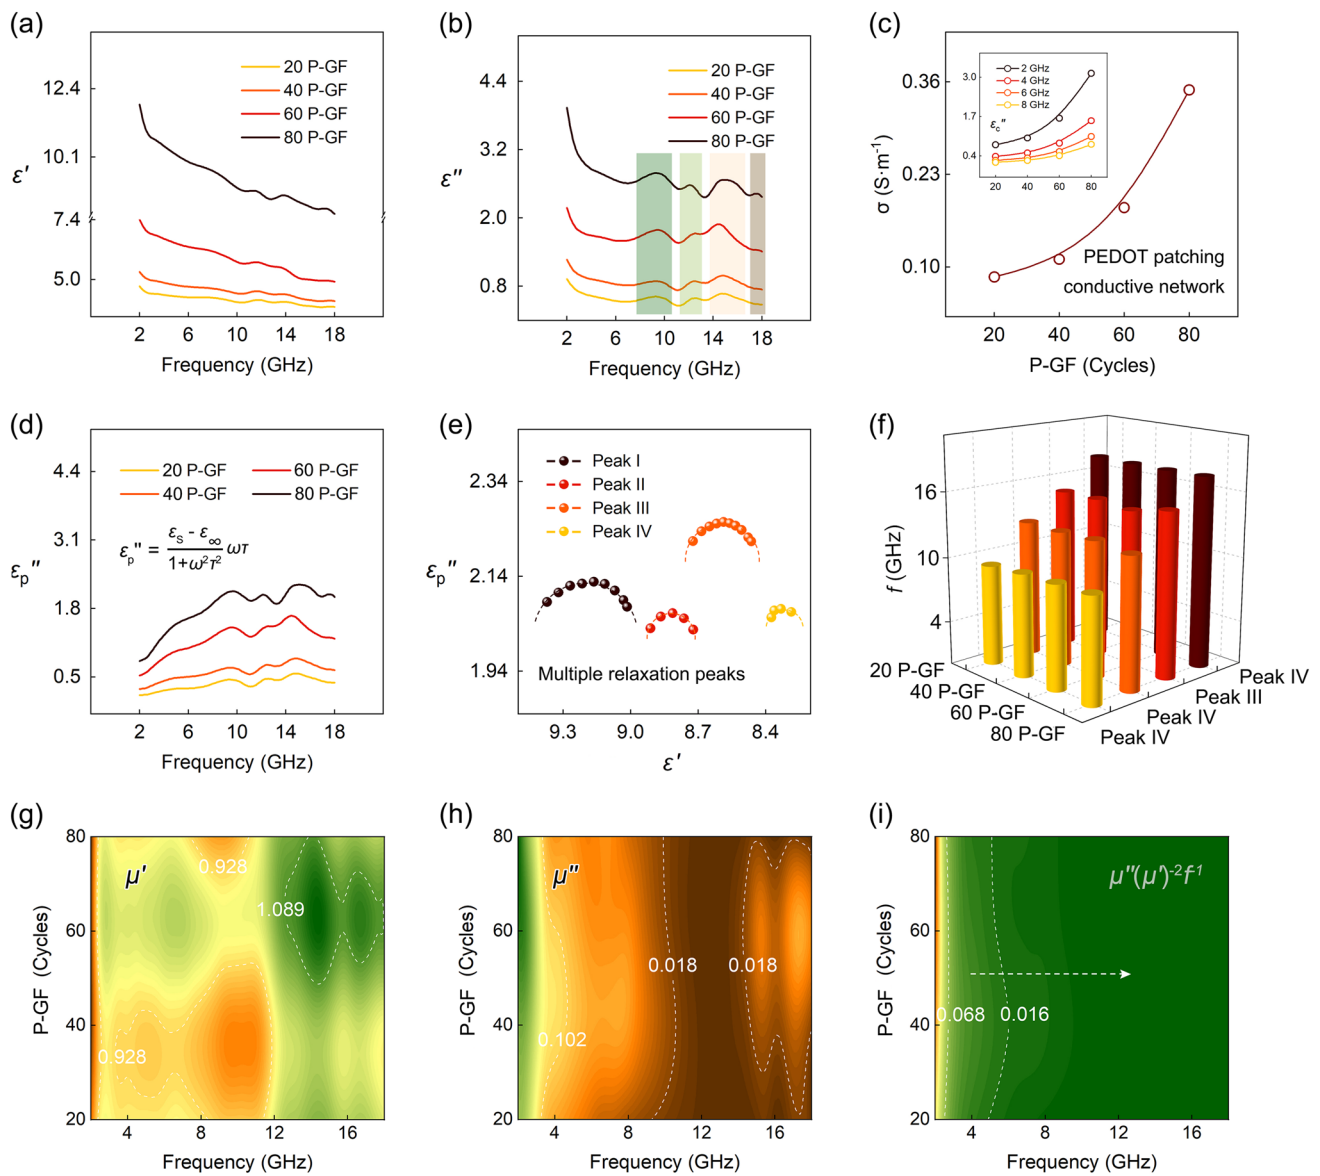 (a)
20 P-GF
40 P-GF
60 P-GF
80 P-GF
12.4
10.1
7.4
5.0
ε′
2 6 10 14 18
Frequency (GHz)
(b)
20 P-GF
40 P-GF
60 P-GF
80 P-GF
4.4
3.2
2.0
0.8
ε″
2 6 10 14 18
Frequency (GHz)
(c)
0.36
0.23
0.10
σ (S·m⁻¹)
2 GHz
4 GHz
6 GHz
8 GHz
3.0
1.7
0.4
εc″
20 40 60 80
PEDOT patching
conductive network
20 40 60 80
P-GF (Cycles)
(d)
20 P-GF 60 P-GF
40 P-GF 80 P-GF
εp″ = (εS - ε∞)/(1+ω²τ²) ωτ
4.4
3.1
1.8
0.5
εp″
2 6 10 14 18
Frequency (GHz)
(e)
Peak I
Peak II
Peak III
Peak IV
2.34
2.14
1.94
εp″
Multiple relaxation peaks
9.3 9.0 8.7 8.4
ε′
(f)
16
10
4
f (GHz)
20 P-GF
40 P-GF
60 P-GF
80 P-GF
Peak IV
Peak III
Peak IV
Peak IV
(g)
80
60
40
20
P-GF (Cycles)
μ′
0.928
1.089
0.928
4 8 12 16
Frequency (GHz)
(h)
80
60
40
20
P-GF (Cycles)
μ″
0.018
0.018
0.102
4 8 12 16
Frequency (GHz)
(i)
80
60
40
20
P-GF (Cycles)
μ″(μ′)⁻²f¹
0.068
0.016
4 8 12 16
Frequency (GHz)